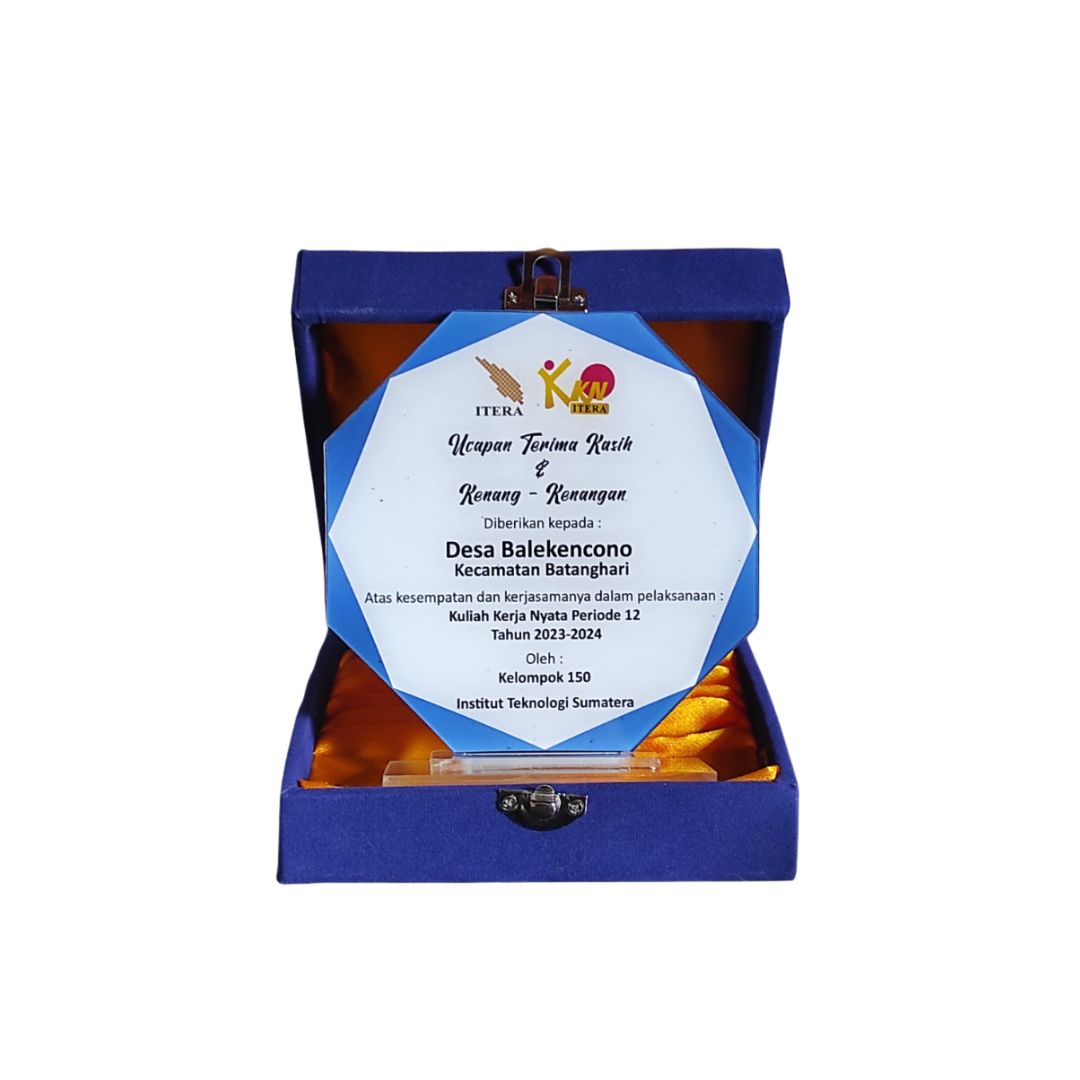 ITERA
KKN
ITERA
Ucapan Terima Kasih
&
Kenang - Kenangan
Diberikan kepada :
Desa Balekencono
Kecamatan Batanghari
Atas kesempatan dan kerjasamanya dalam pelaksanaan :
Kuliah Kerja Nyata Periode 12
Tahun 2023-2024
Oleh :
Kelompok 150
Institut Teknologi Sumatera